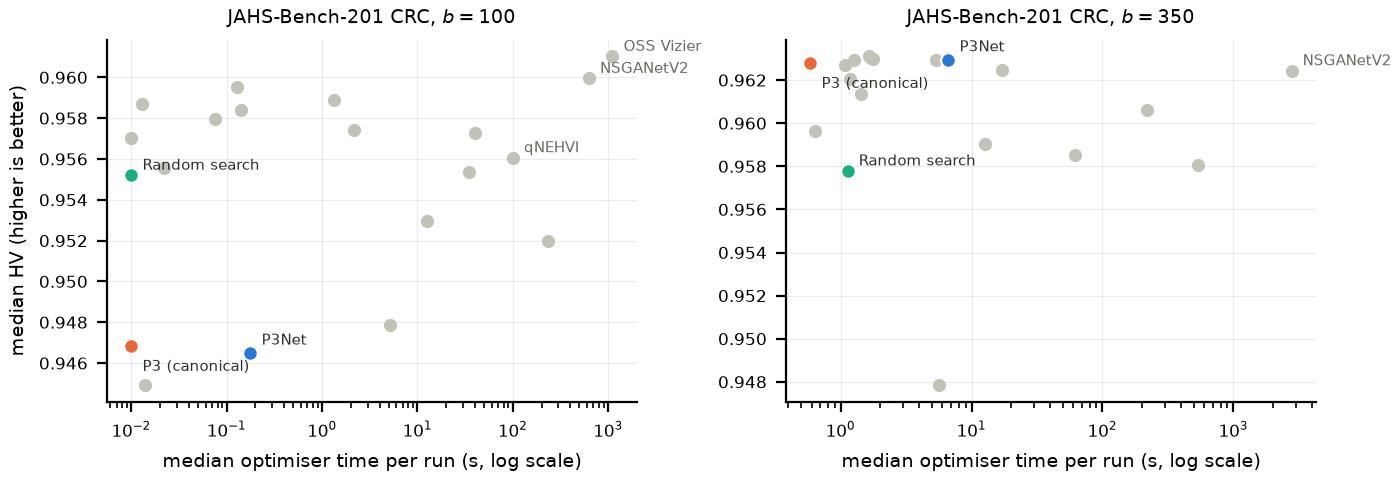 JAHS-Bench-201 CRC, b = 100
median HV (higher is better)
0.960
0.958
0.956
0.954
0.952
0.950
0.948
0.946
OSS Vizier
NSGANetV2
qNEHVI
Random search
P3Net
P3 (canonical)
10⁻² 10⁻¹ 10⁰ 10¹ 10² 10³
median optimiser time per run (s, log scale)
JAHS-Bench-201 CRC, b = 350
0.962
0.960
0.958
0.956
0.954
0.952
0.950
0.948
P3Net
NSGANetV2
P3 (canonical)
Random search
10⁰ 10¹ 10² 10³
median optimiser time per run (s, log scale)